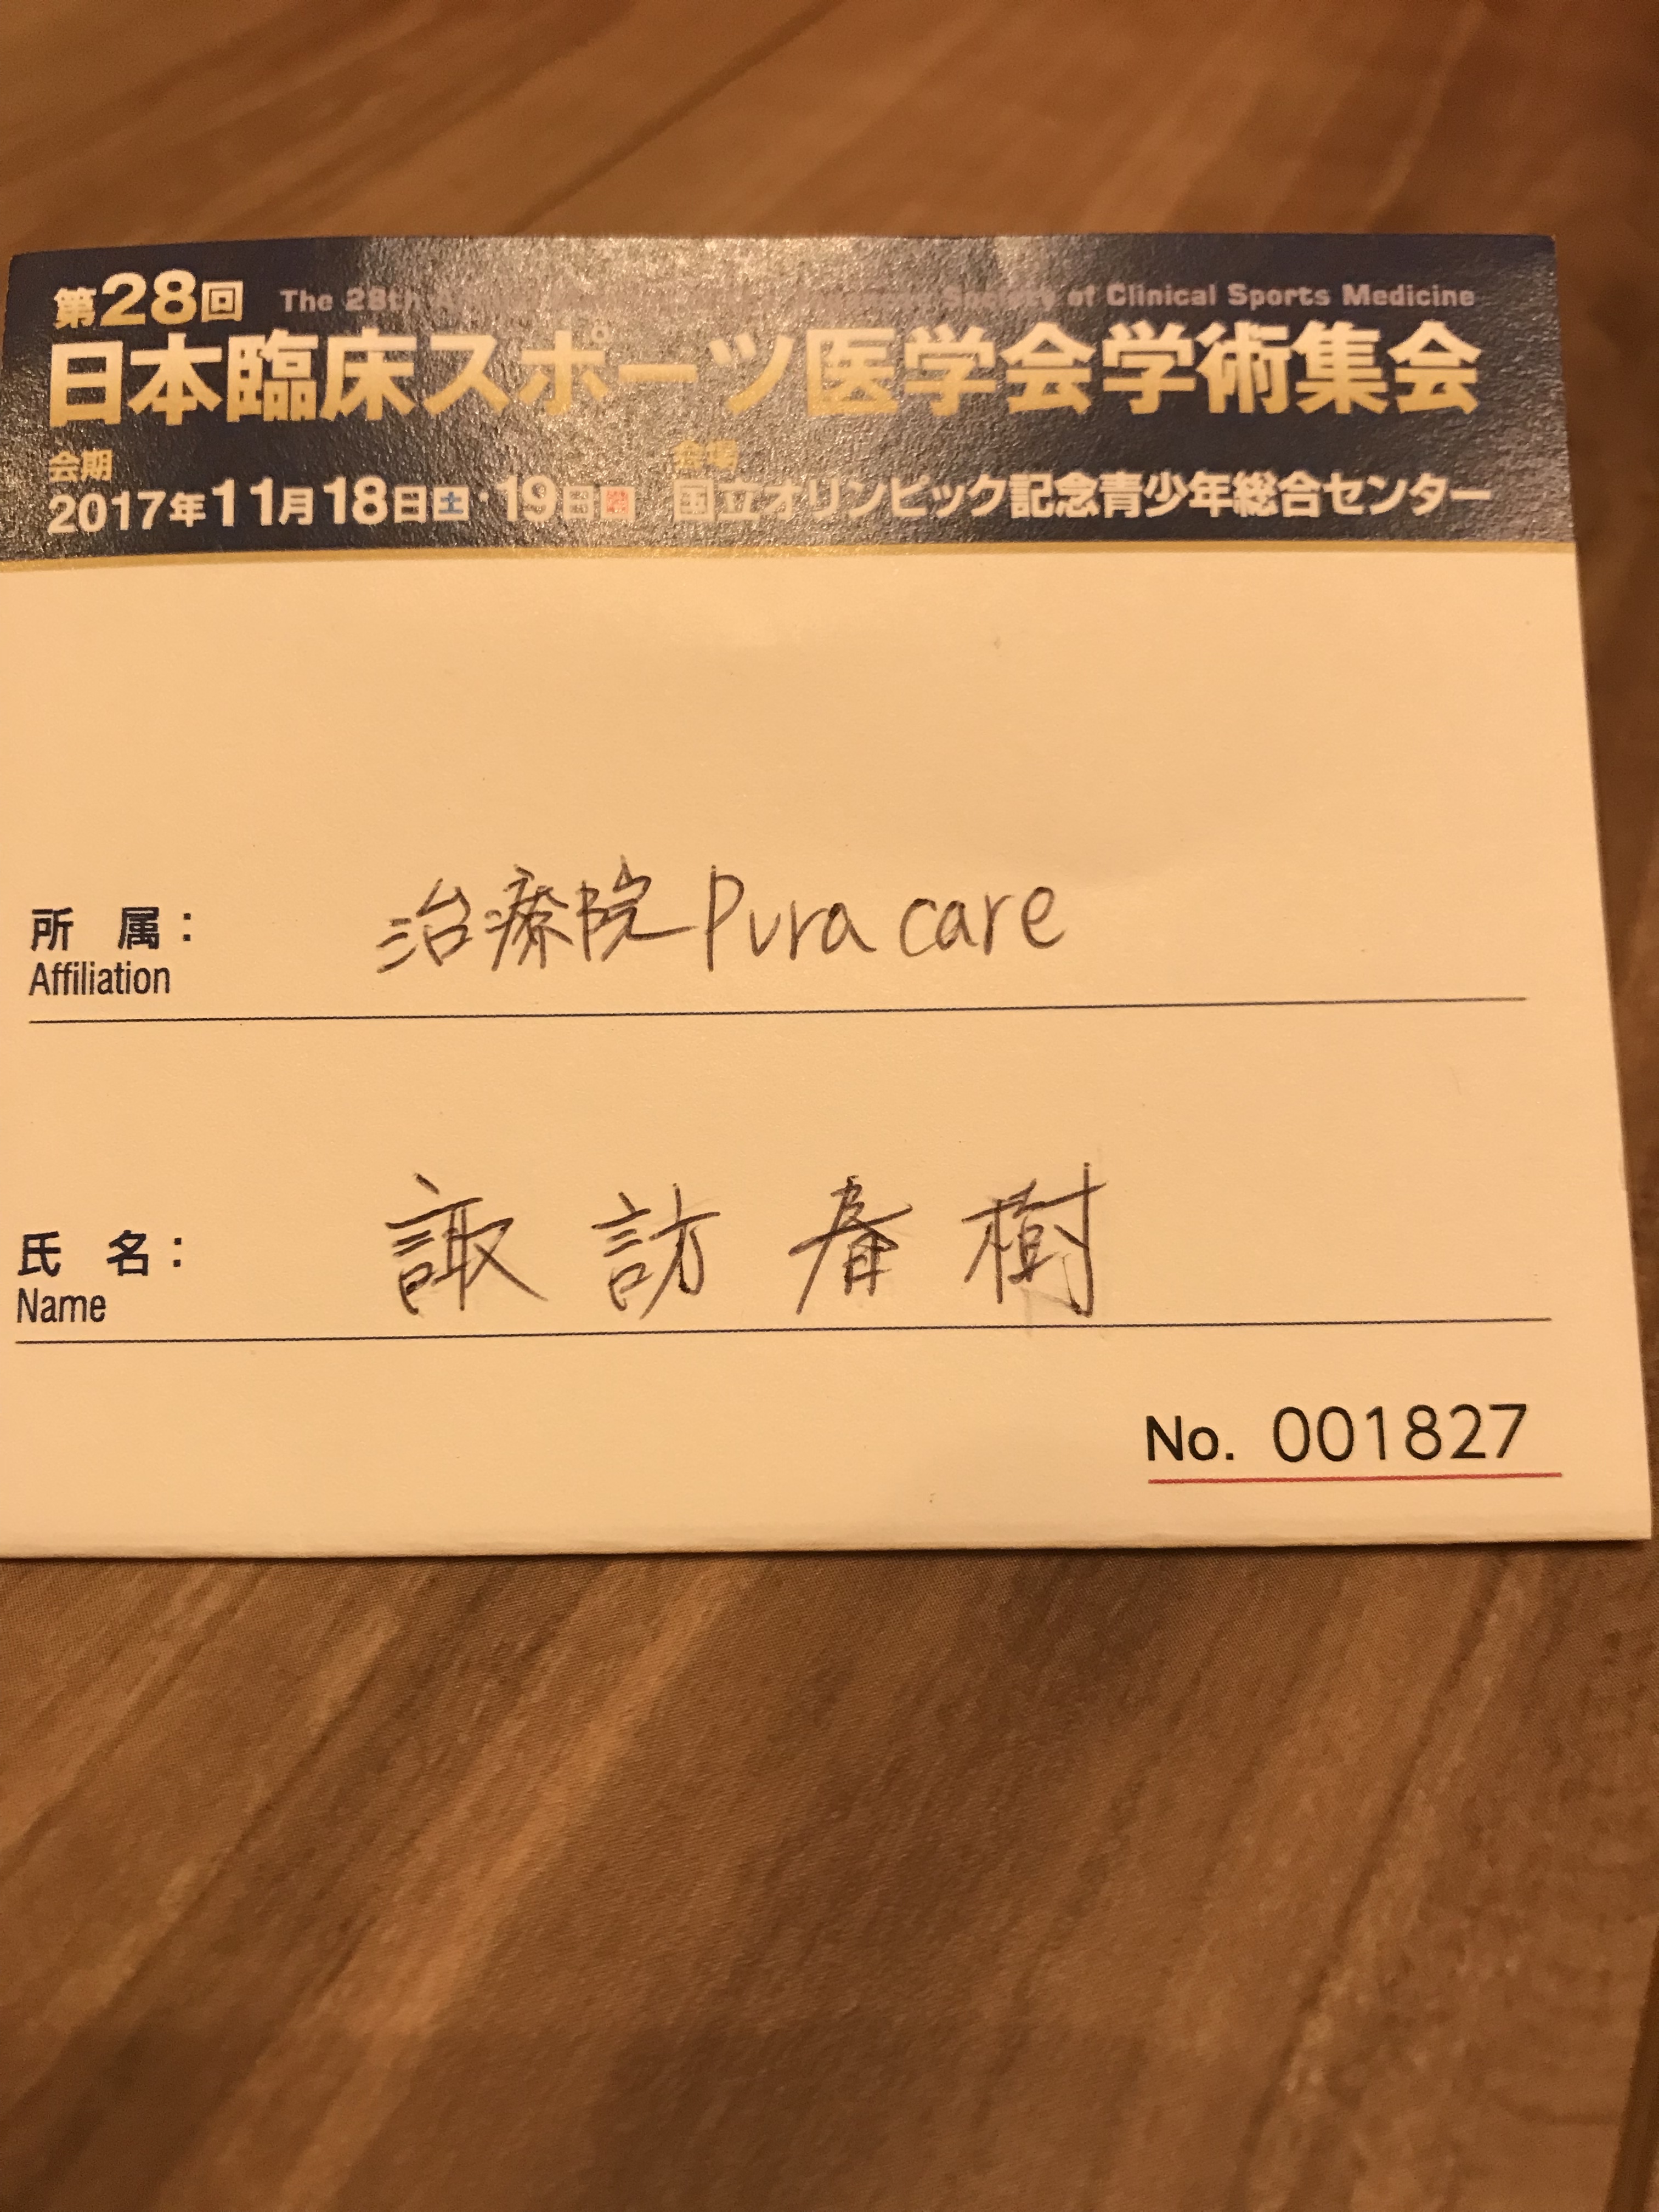 第28回 The 28th of Clinical Sports Medicine
日本臨床スポーツ医学会学術集会
会期 会場
2017年11月18日土・19日日 国立オリンピック記念青少年総合センター
所 属： 治療院 Pura care
Affiliation
氏 名： 諏訪春樹
Name
No. 001827